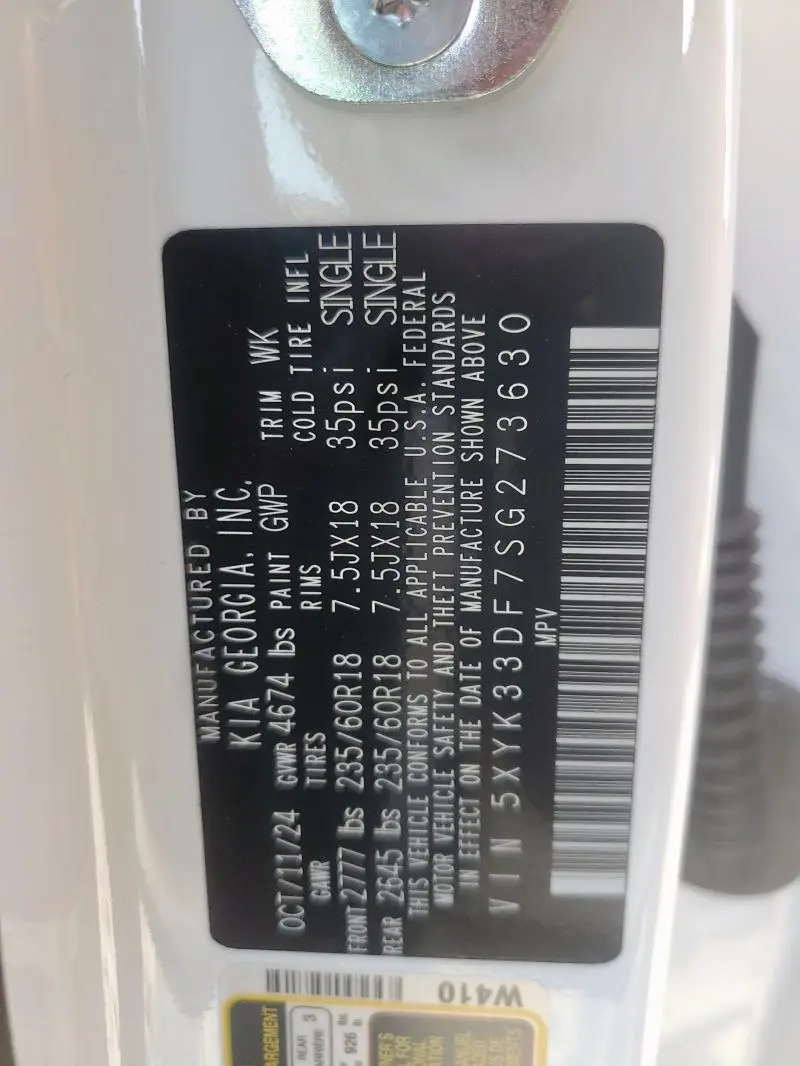 MANUFACTURED BY
KIA GEORGIA, INC.
OCT/11/24 GVWR 4674 lbs PAINT GWP TRIM WK
GAWR TIRES RIMS COLD TIRE INFL
FRONT 2777 lbs 235/60R18 7.5JX18 35psi SINGLE
REAR 2645 lbs 235/60R18 7.5JX18 35psi SINGLE
THIS VEHICLE CONFORMS TO ALL APPLICABLE U.S.A. FEDERAL
MOTOR VEHICLE SAFETY AND THEFT PREVENTION STANDARDS
IN EFFECT ON THE DATE OF MANUFACTURE SHOWN ABOVE
VIN 5XYK33DF7SG273630
MPV
W410
REAR 3
926